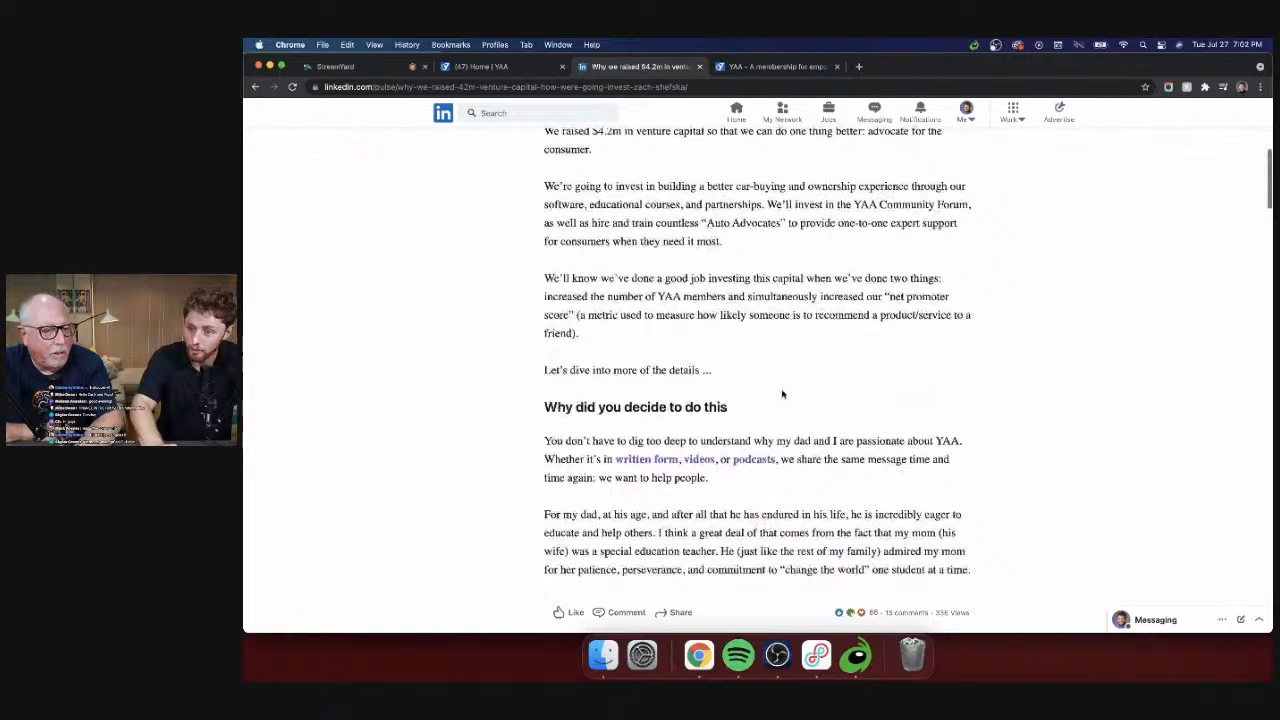 Chrome File Edit View History Bookmarks Profiles Tab Window Help
Tue Jul 27 7:02 PM
StreamYard
(47) Home | YAA
Why we raised $4.2m in ventu
YAA - A membership for empo
linkedin.com/pulse/why-we-raised-42m-venture-capital-how-were-going-invest-zach-shefska/
in
Search
Home
My Network
Jobs
Messaging
Notifications
Me
Work
Advertise
We raised $4.2m in venture capital so that we can do one thing better: advocate for the
consumer.
We're going to invest in building a better car-buying and ownership experience through our
software, educational courses, and partnerships. We'll invest in the YAA Community Forum,
as well as hire and train countless “Auto Advocates” to provide one-to-one expert support
for consumers when they need it most.
We'll know we've done a good job investing this capital when we've done two things:
increased the number of YAA members and simultaneously increased our “net promoter
score” (a metric used to measure how likely someone is to recommend a product/service to a
friend).
Let's dive into more of the details ...
Why did you decide to do this
You don't have to dig too deep to understand why my dad and I are passionate about YAA.
Whether it's in written form, videos, or podcasts, we share the same message time and
time again: we want to help people.
For my dad, at his age, and after all that he has endured in his life, he is incredibly eager to
educate and help others. I think a great deal of that comes from the fact that my mom (his
wife) was a special education teacher. He (just like the rest of my family) admired my mom
for her patience, perseverance, and commitment to “change the world” one student at a time.
Like
Comment
Share
66 · 13 comments · 336 Views
Messaging